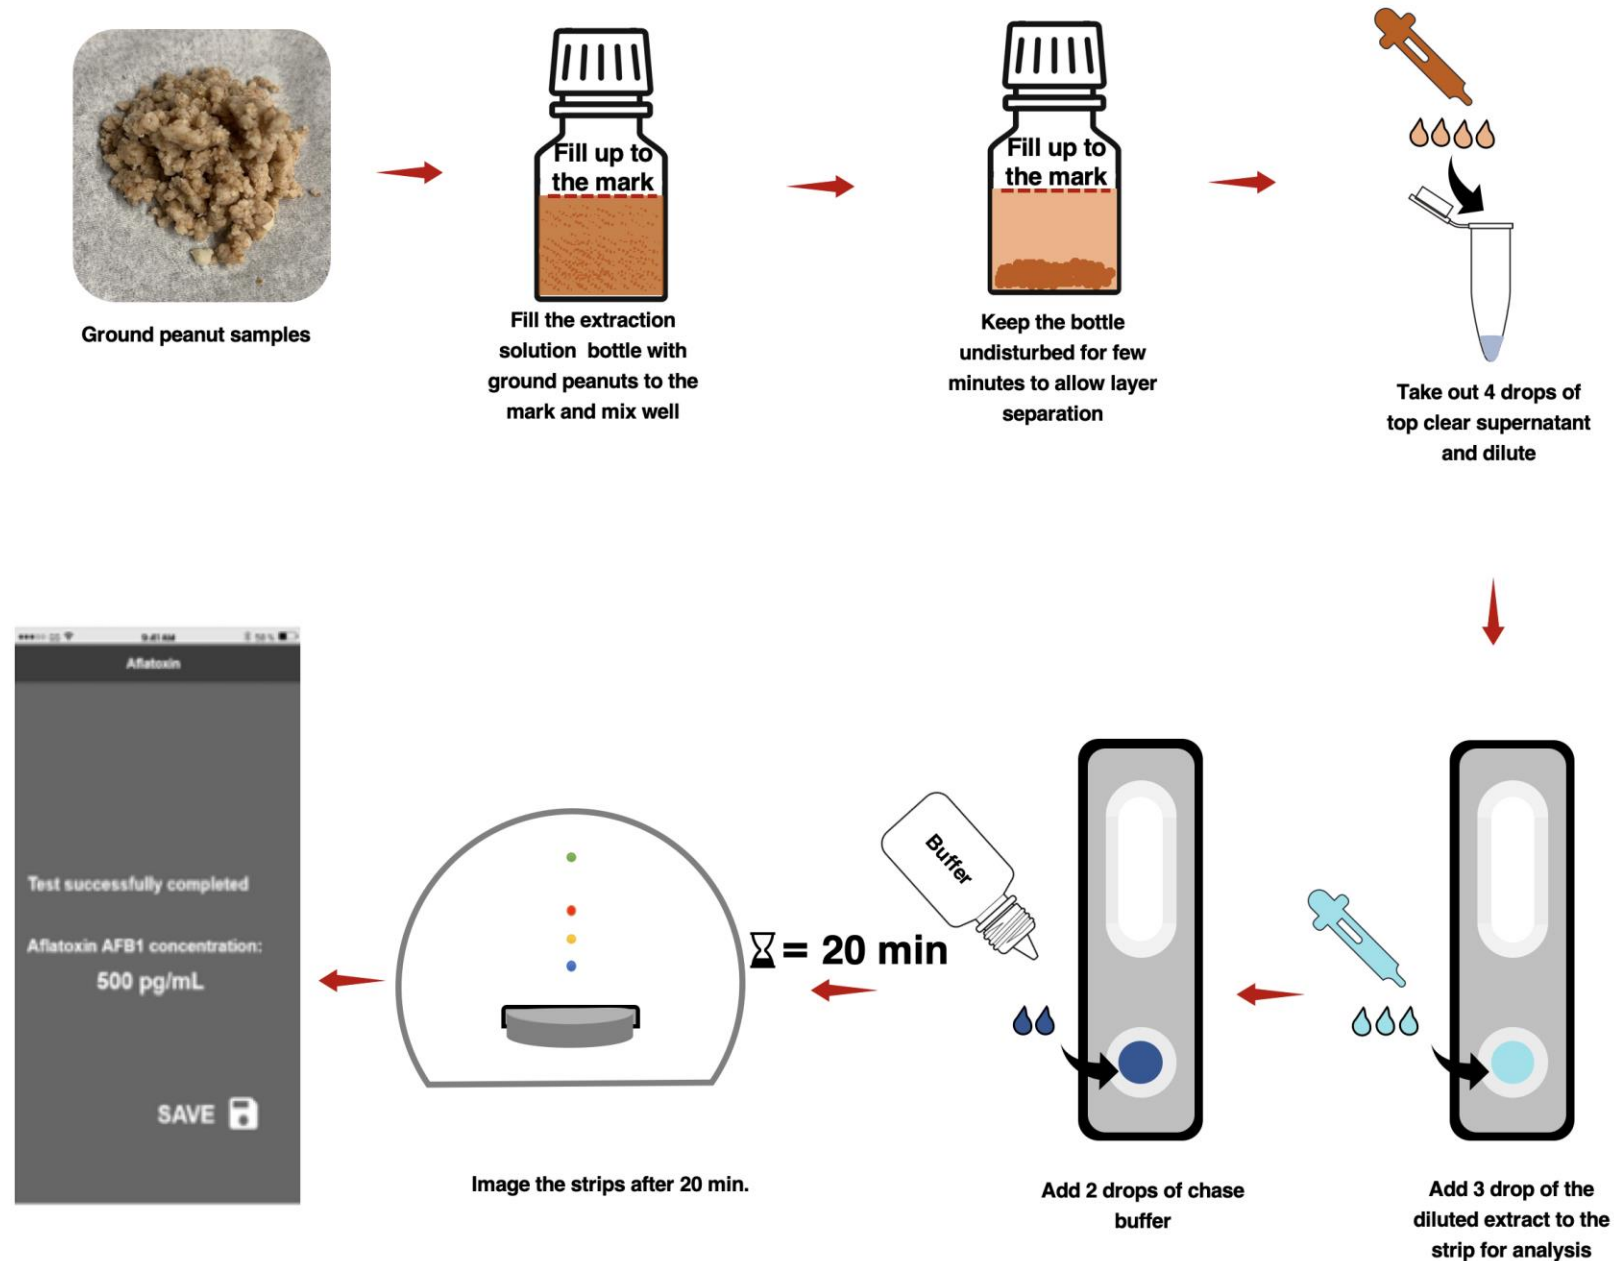 Fill up to
the mark
Fill up to
the mark
Ground peanut samples
Fill the extraction
solution bottle with
ground peanuts to the
mark and mix well
Keep the bottle
undisturbed for few
minutes to allow layer
separation
Take out 4 drops of
top clear supernatant
and dilute
Add 3 drop of the
diluted extract to the
strip for analysis
Buffer
Add 2 drops of chase
buffer
= 20 min
Image the strips after 20 min.
9:41 AM
58 %
Aflatoxin
Test successfully completed
Aflatoxin AFB1 concentration:
500 pg/mL
SAVE